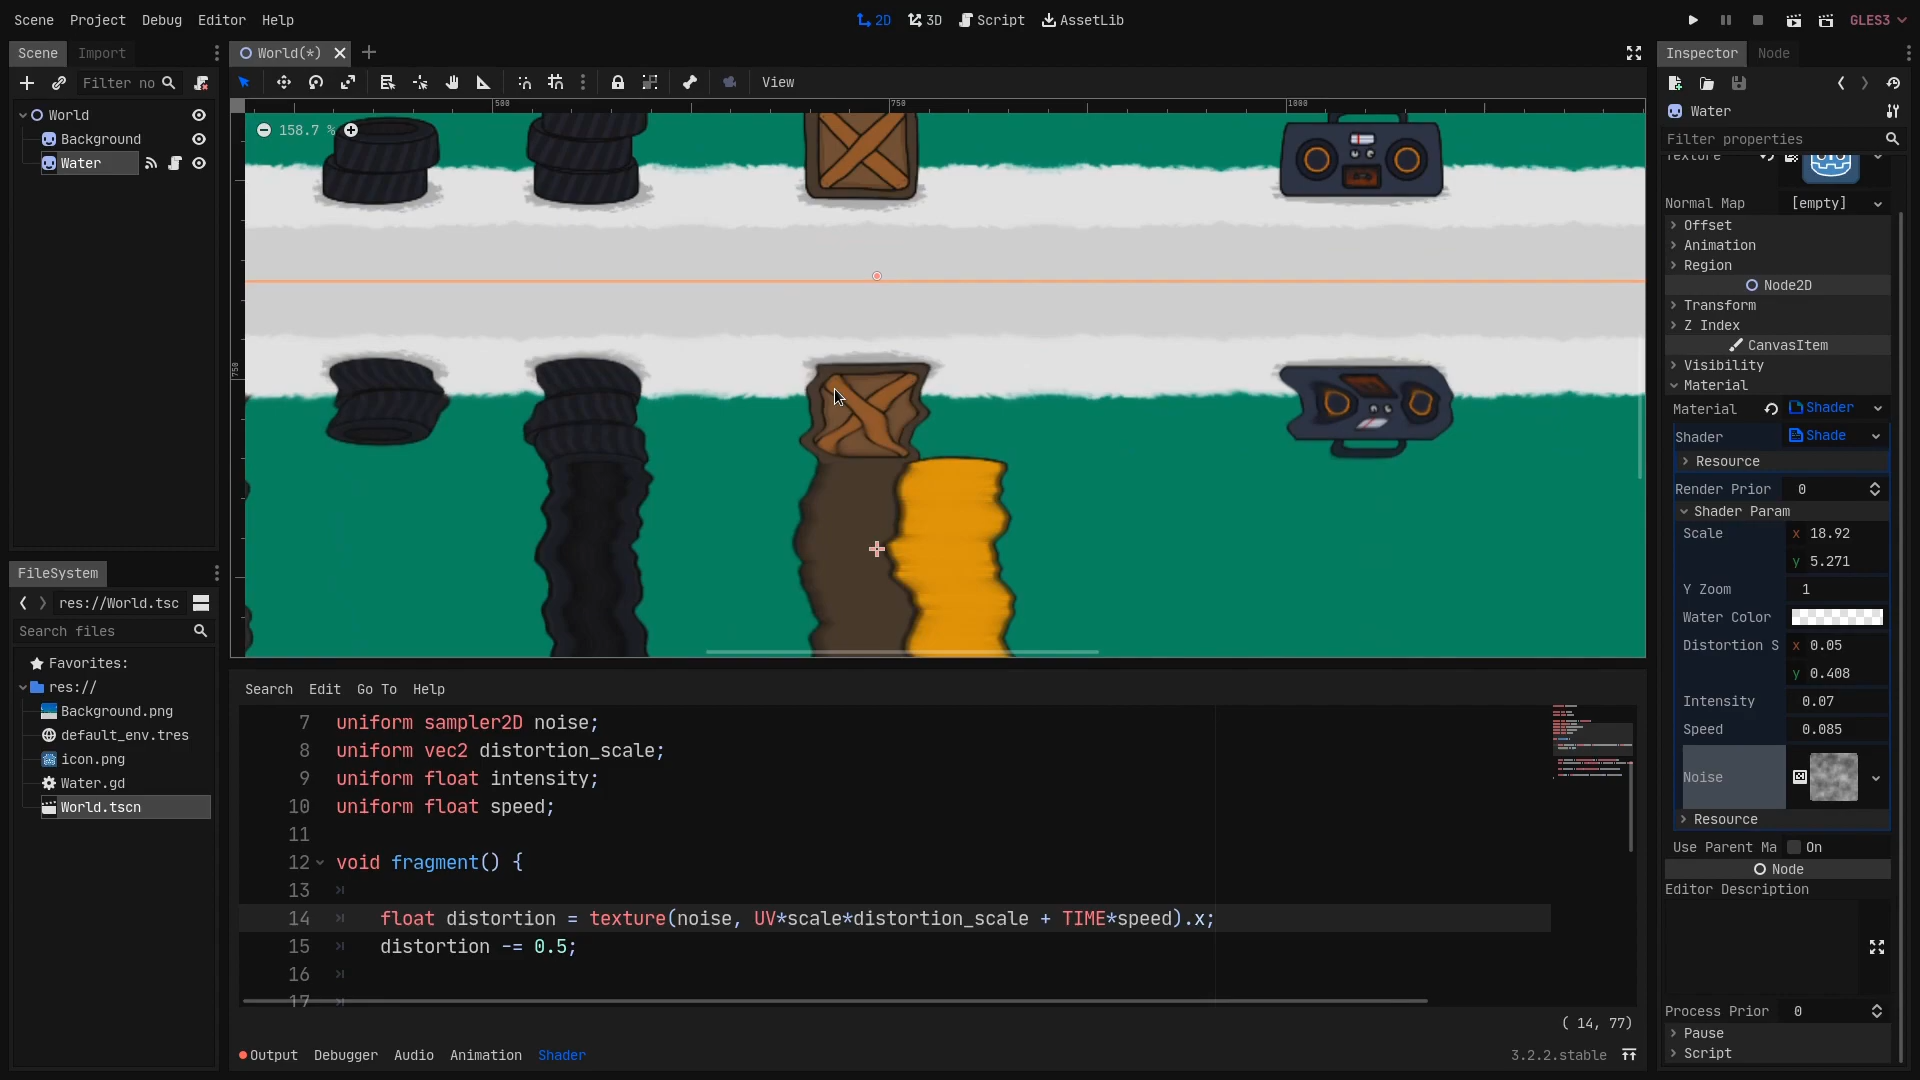 Scene Project Debug Editor Help
2D 3D Script AssetLib
GLES3
Scene Import
World(*)
Inspector Node
Filter no
View
World
Background
Water
500
750
1000
158.7 %
750
Water
Filter properties
Texture
Normal Map [empty]
Offset
Animation
Region
Node2D
Transform
Z Index
CanvasItem
Visibility
Material
Material Shader
Shader Shade
Resource
Render Prior 0
Shader Param
Scale x 18.92
y 5.271
Y Zoom 1
Water Color
Distortion S x 0.05
y 0.408
Intensity 0.07
Speed 0.085
Noise
Resource
Use Parent Ma On
Node
Editor Description
Process Prior 0
Pause
Script
FileSystem
res://World.tsc
Search files
Favorites:
res://
Background.png
default_env.tres
icon.png
Water.gd
World.tscn
Search Edit Go To Help
7 uniform sampler2D noise;
8 uniform vec2 distortion_scale;
9 uniform float intensity;
10 uniform float speed;
11
12 void fragment() {
13
14 float distortion = texture(noise, UV*scale*distortion_scale + TIME*speed).x;
15 distortion -= 0.5;
16
17
( 14, 77)
Output Debugger Audio Animation Shader
3.2.2.stable